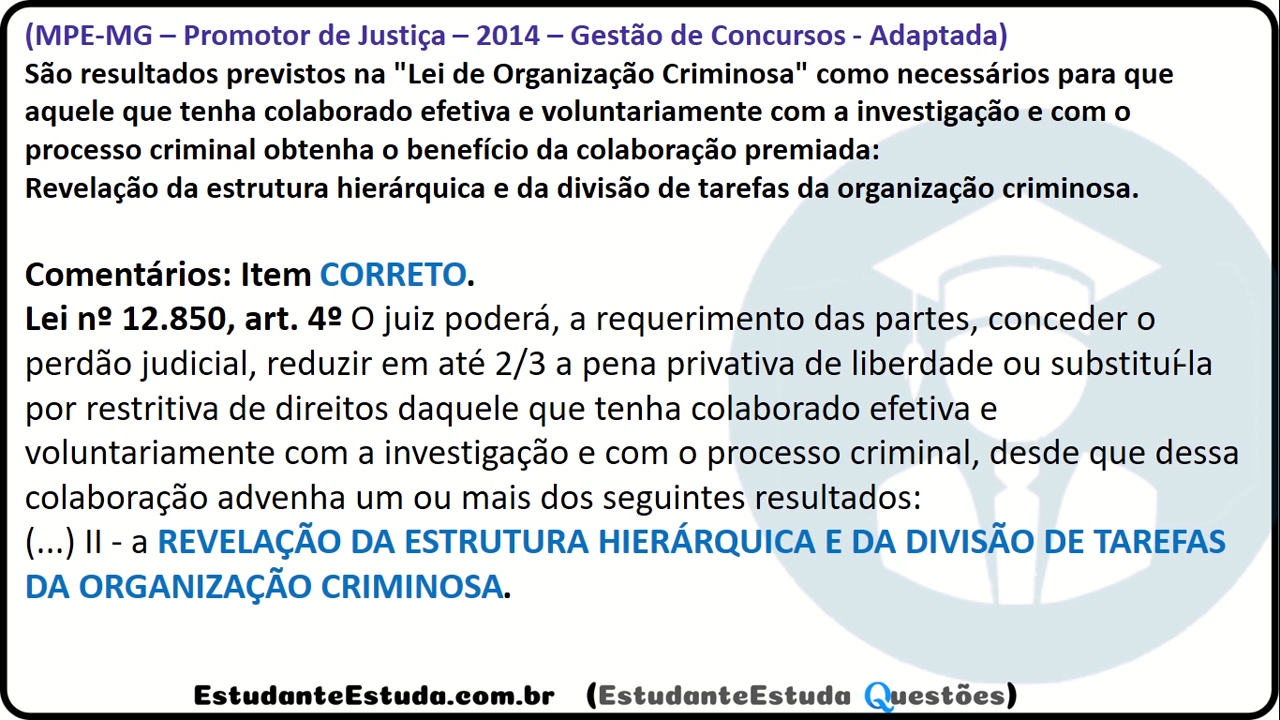 (MPE-MG – Promotor de Justiça – 2014 – Gestão de Concursos - Adaptada)
São resultados previstos na "Lei de Organização Criminosa" como necessários para que
aquele que tenha colaborado efetiva e voluntariamente com a investigação e com o
processo criminal obtenha o benefício da colaboração premiada:
Revelação da estrutura hierárquica e da divisão de tarefas da organização criminosa.
Comentários: Item CORRETO.
Lei nº 12.850, art. 4º O juiz poderá, a requerimento das partes, conceder o
perdão judicial, reduzir em até 2/3 a pena privativa de liberdade ou substituí-la
por restritiva de direitos daquele que tenha colaborado efetiva e
voluntariamente com a investigação e com o processo criminal, desde que dessa
colaboração advenha um ou mais dos seguintes resultados:
(...) II - a REVELAÇÃO DA ESTRUTURA HIERÁRQUICA E DA DIVISÃO DE TAREFAS
DA ORGANIZAÇÃO CRIMINOSA.
EstudanteEstuda.com.br (EstudanteEstuda Questões)